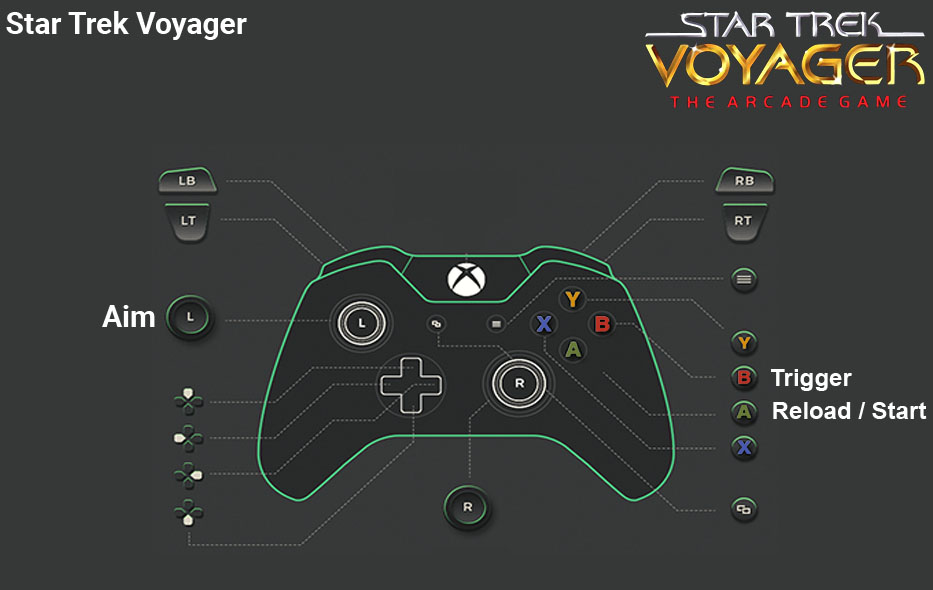 Star Trek Voyager
STAR TREK
VOYAGER
THE ARCADE GAME
LB
RB
LT
RT
Y
Aim
L
L
X
B
A
Y
R
B Trigger
A Reload / Start
X
R